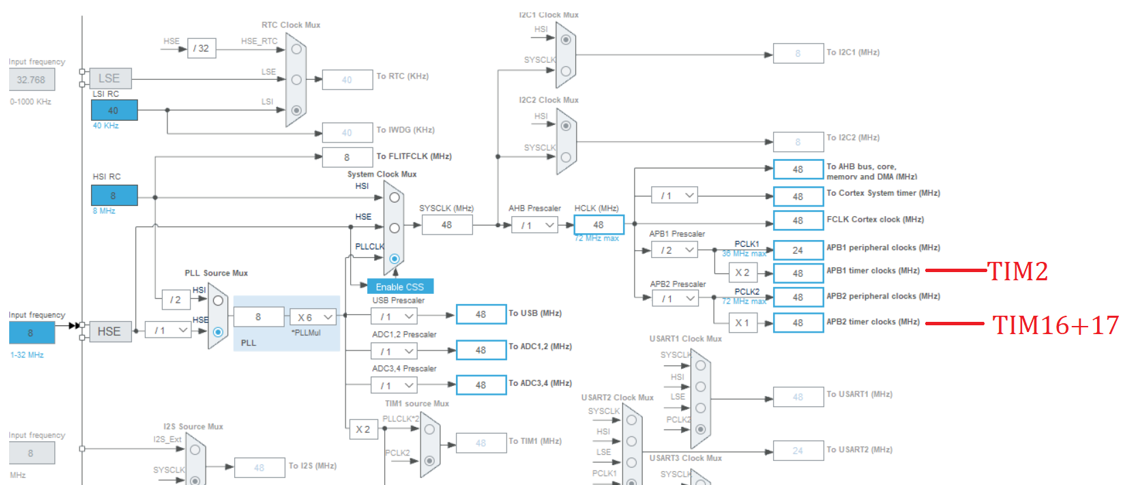 I2C1 Clock Mux
RTC Clock Mux
HSI
HSE
/ 32
HSE_RTC
SYSCLK
8
To I2C1 (MHz)
Input frequency
32.768
0-1000 KHz
LSE
LSE
40
To RTC (KHz)
LSI RC
40
40 KHz
LSI
I2C2 Clock Mux
HSI
SYSCLK
40
To IWDG (KHz)
8
To I2C2 (MHz)
8
To FLITFCLK (MHz)
System Clock Mux
HSI RC
8
8 MHz
HSI
HSE
PLLCLK
SYSCLK (MHz)
48
AHB Prescaler
/ 1
HCLK (MHz)
48
72 MHz max
48
To AHB bus, core,
memory and DMA (MHz)
/ 1
48
To Cortex System timer (MHz)
48
FCLK Cortex clock (MHz)
APB1 Prescaler
/ 2
PCLK1
36 MHz max
24
APB1 peripheral clocks (MHz)
X 2
48
APB1 timer clocks (MHz)
TIM2
APB2 Prescaler
/ 1
PCLK2
72 MHz max
48
APB2 peripheral clocks (MHz)
X 1
48
APB2 timer clocks (MHz)
TIM16+17
Enable CSS
PLL Source Mux
/ 2
HSI
HSE
Input frequency
8
1-32 MHz
HSE
/ 1
8
X 6
*PLLMul
PLL
USB Prescaler
/ 1
48
To USB (MHz)
ADC1,2 Prescaler
/ 1
48
To ADC1,2 (MHz)
ADC3,4 Prescaler
/ 1
48
To ADC3,4 (MHz)
USART1 Clock Mux
SYSCLK
HSI
LSE
PCLK2
48
To USART1 (MHz)
TIM1 source Mux
X 2
PLLCLK*2
PCLK2
48
To TIM1 (MHz)
USART2 Clock Mux
SYSCLK
HSI
LSE
PCLK1
24
To USART2 (MHz)
USART3 Clock Mux
SYSCLK
Input frequency
8
MHz
I2S Source Mux
I2S_Ext
SYSCLK
48
To I2S (MHz)